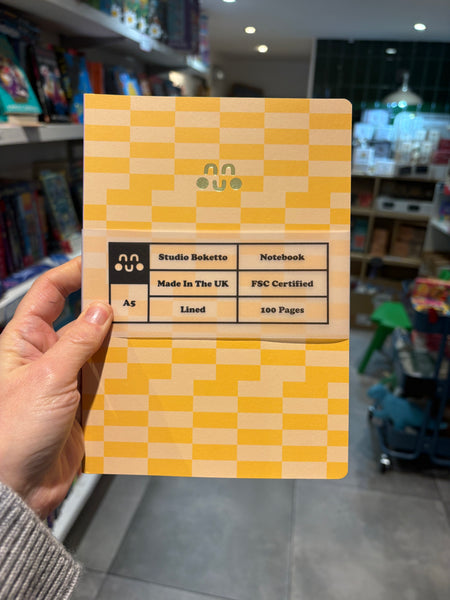 Studio Boketto Notebook
Made In The UK FSC Certified
A5 Lined 100 Pages